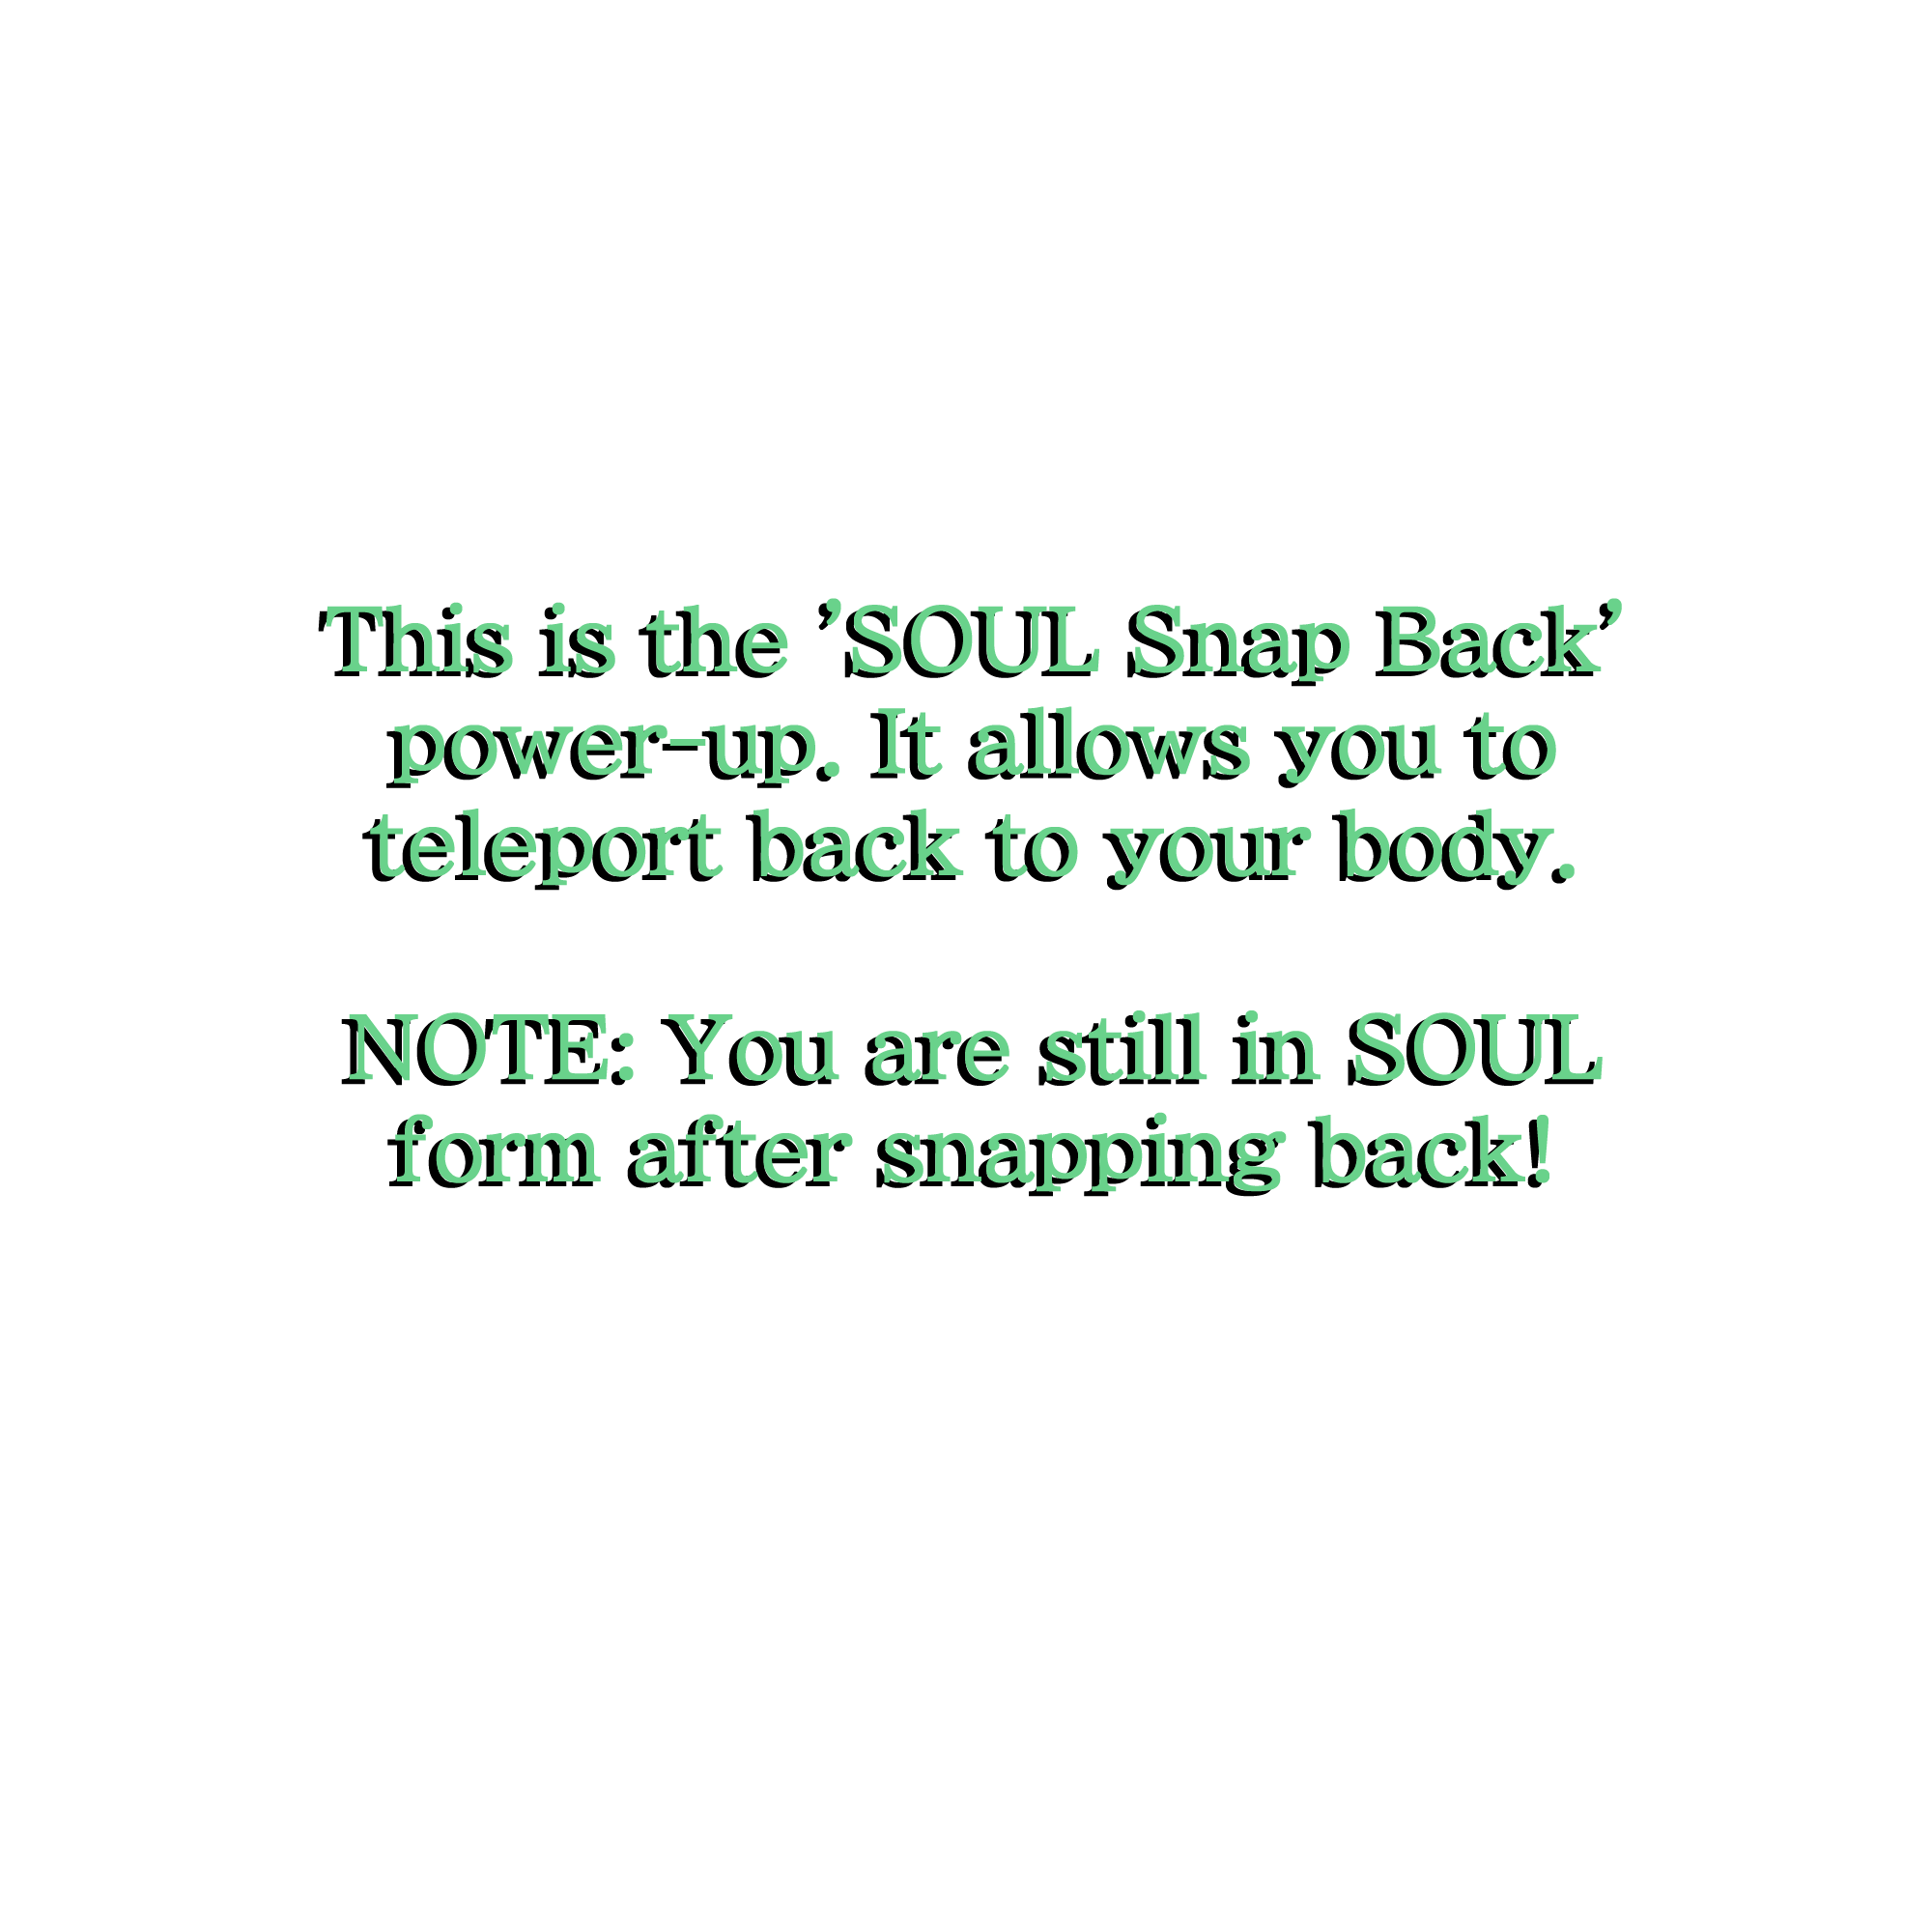 This is the ’SOUL Snap Back’
power-up. It allows you to
teleport back to your body.
NOTE: You are still in SOUL
form after snapping back!